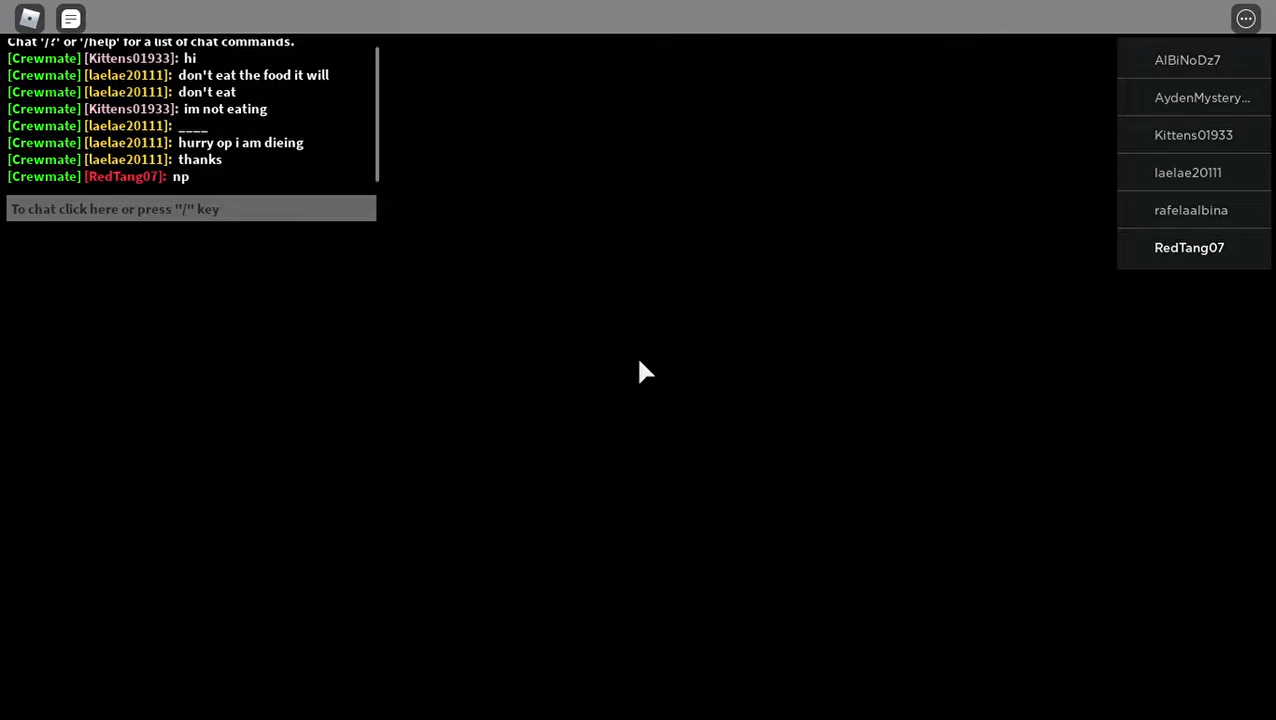 Chat '/?' or '/help' for a list of chat commands.
[Crewmate] [Kittens01933]: hi
[Crewmate] [laelae20111]: don't eat the food it will
[Crewmate] [laelae20111]: don't eat
[Crewmate] [Kittens01933]: im not eating
[Crewmate] [laelae20111]: ____
[Crewmate] [laelae20111]: hurry op i am dieing
[Crewmate] [laelae20111]: thanks
[Crewmate] [RedTang07]: np
To chat click here or press "/" key
AlBiNoDz7
AydenMystery...
Kittens01933
laelae20111
rafelaalbina
RedTang07